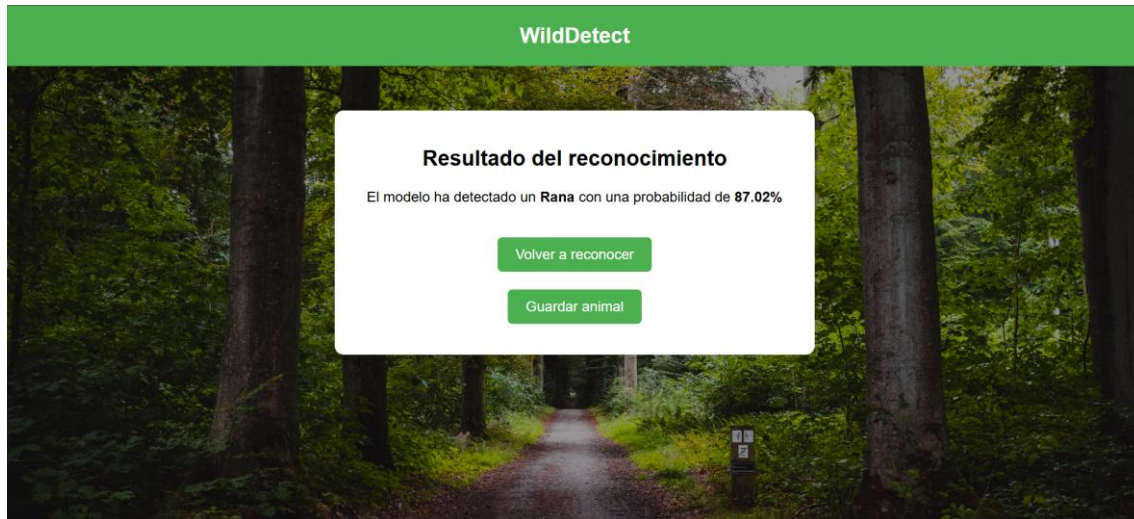 WildDetect
Resultado del reconocimiento
El modelo ha detectado un Rana con una probabilidad de 87.02%
Volver a reconocer
Guardar animal